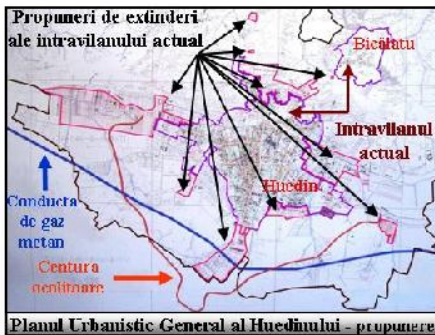 Propuneri de extinderi
ale intravilanului actual
Bicălatu
Intravilanul
actual
Huedin
Conducta
de gaz
metan
Centura
ocolitoare
Planul Urbanistic General al Huedinului - propunere